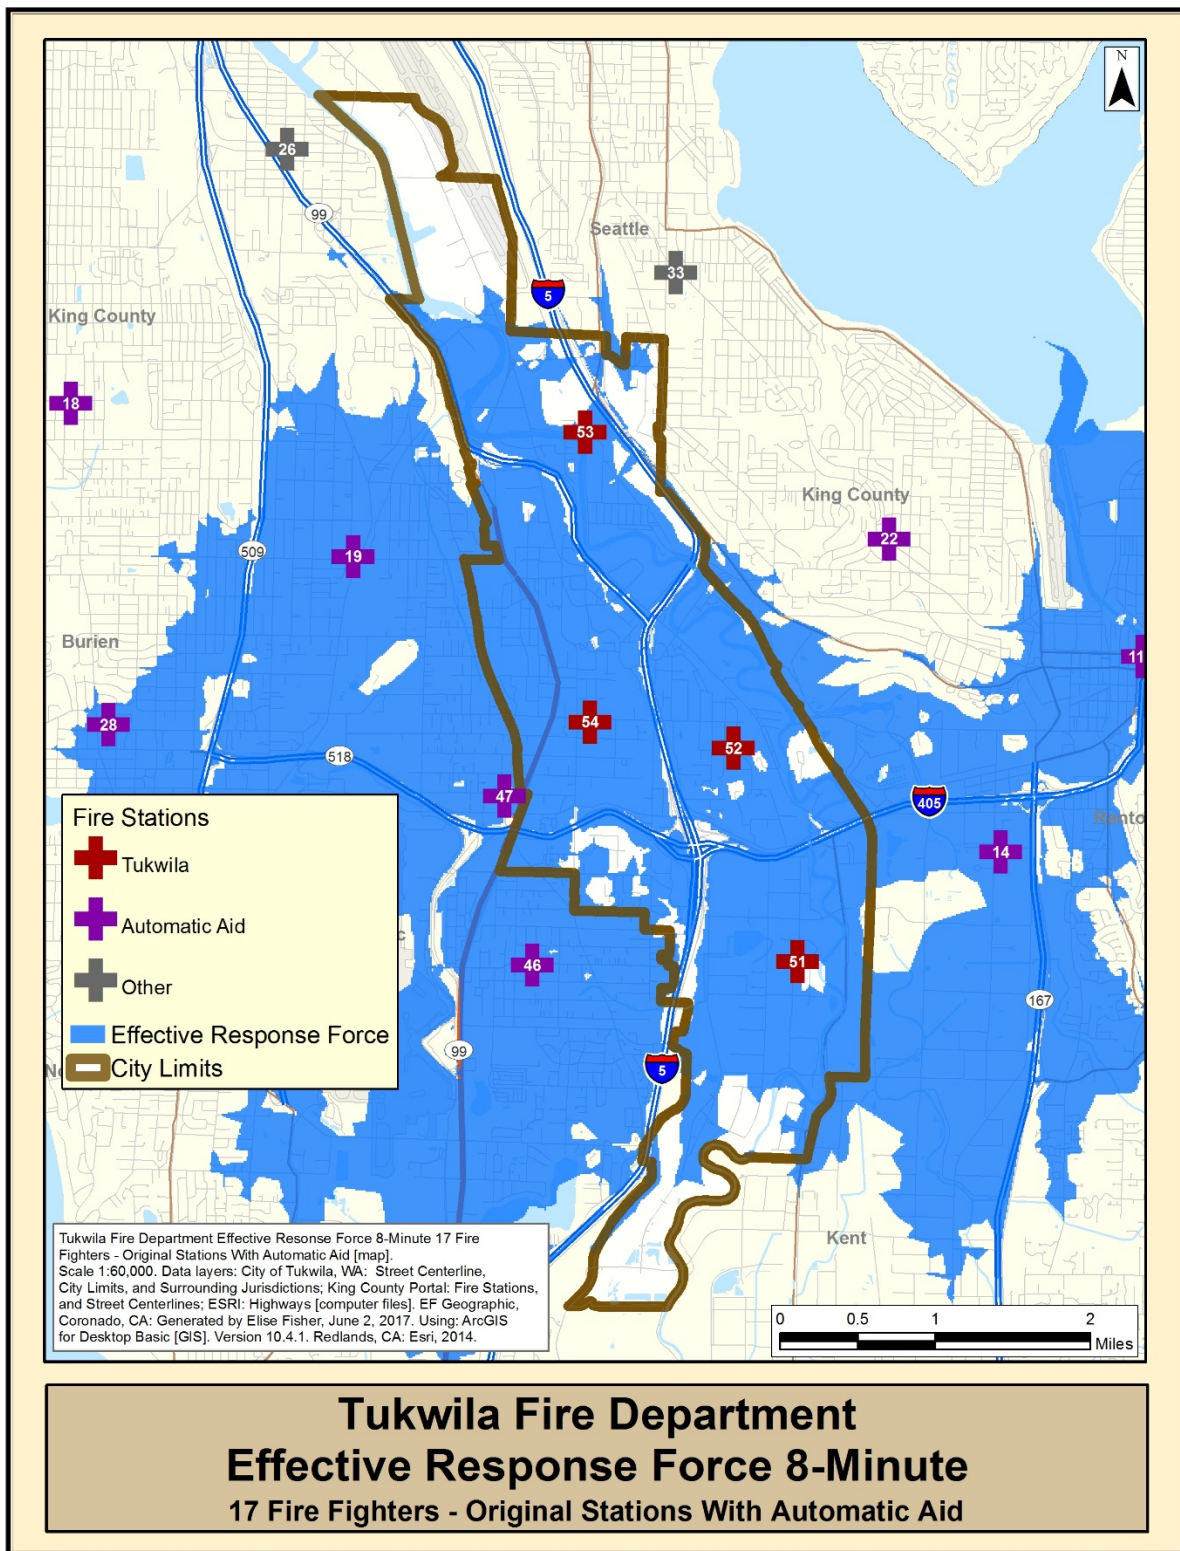 N
26
99
Seattle
33
5
King County
18
53
King County
22
509
19
Burien
11
28
54
52
518
47
405
Fire Stations
Tukwila
14
Automatic Aid
46
51
Other
167
Effective Response Force
99
City Limits
5
Kent
Tukwila Fire Department Effective Resonse Force 8-Minute 17 Fire
Fighters - Original Stations With Automatic Aid [map].
Scale 1:60,000. Data layers: City of Tukwila, WA: Street Centerline,
City Limits, and Surrounding Jurisdictions; King County Portal: Fire Stations,
and Street Centerlines; ESRI: Highways [computer files]. EF Geographic,
Coronado, CA: Generated by Elise Fisher, June 2, 2017. Using: ArcGIS
for Desktop Basic [GIS]. Version 10.4.1. Redlands, CA: Esri, 2014.
0 0.5 1 2
Miles
Tukwila Fire Department
Effective Response Force 8-Minute
17 Fire Fighters - Original Stations With Automatic Aid